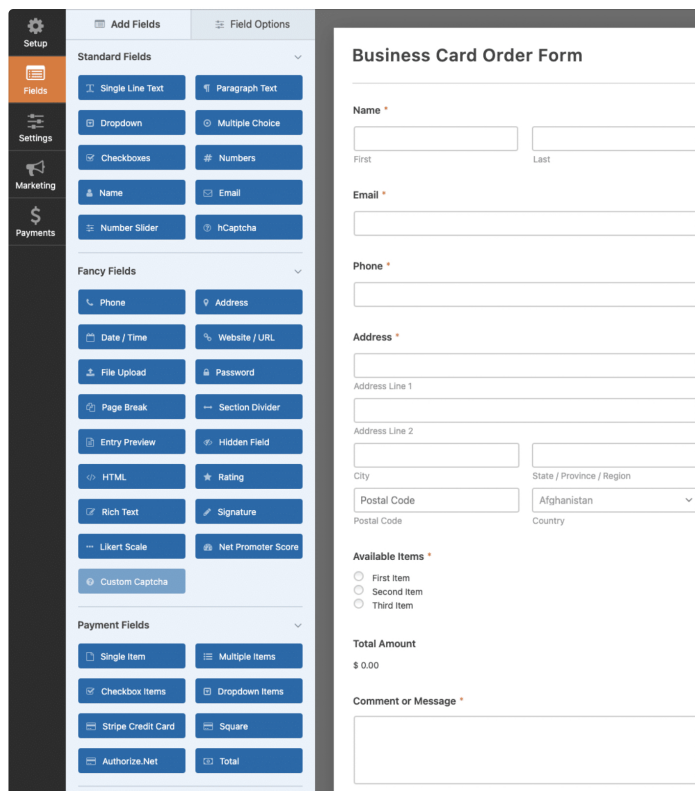 Setup
Fields
Settings
Marketing
Payments
Add Fields
Field Options
Standard Fields
Single Line Text
Paragraph Text
Dropdown
Multiple Choice
Checkboxes
Numbers
Name
Email
Number Slider
hCaptcha
Fancy Fields
Phone
Address
Date / Time
Website / URL
File Upload
Password
Page Break
Section Divider
Entry Preview
Hidden Field
HTML
Rating
Rich Text
Signature
Likert Scale
Net Promoter Score
Custom Captcha
Payment Fields
Single Item
Multiple Items
Checkbox Items
Dropdown Items
Stripe Credit Card
Square
Authorize.Net
Total
Business Card Order Form
Name *
First
Last
Email *
Phone *
Address *
Address Line 1
Address Line 2
City
State / Province / Region
Postal Code
Afghanistan
Postal Code
Country
Available Items *
First Item
Second Item
Third Item
Total Amount
$ 0.00
Comment or Message *